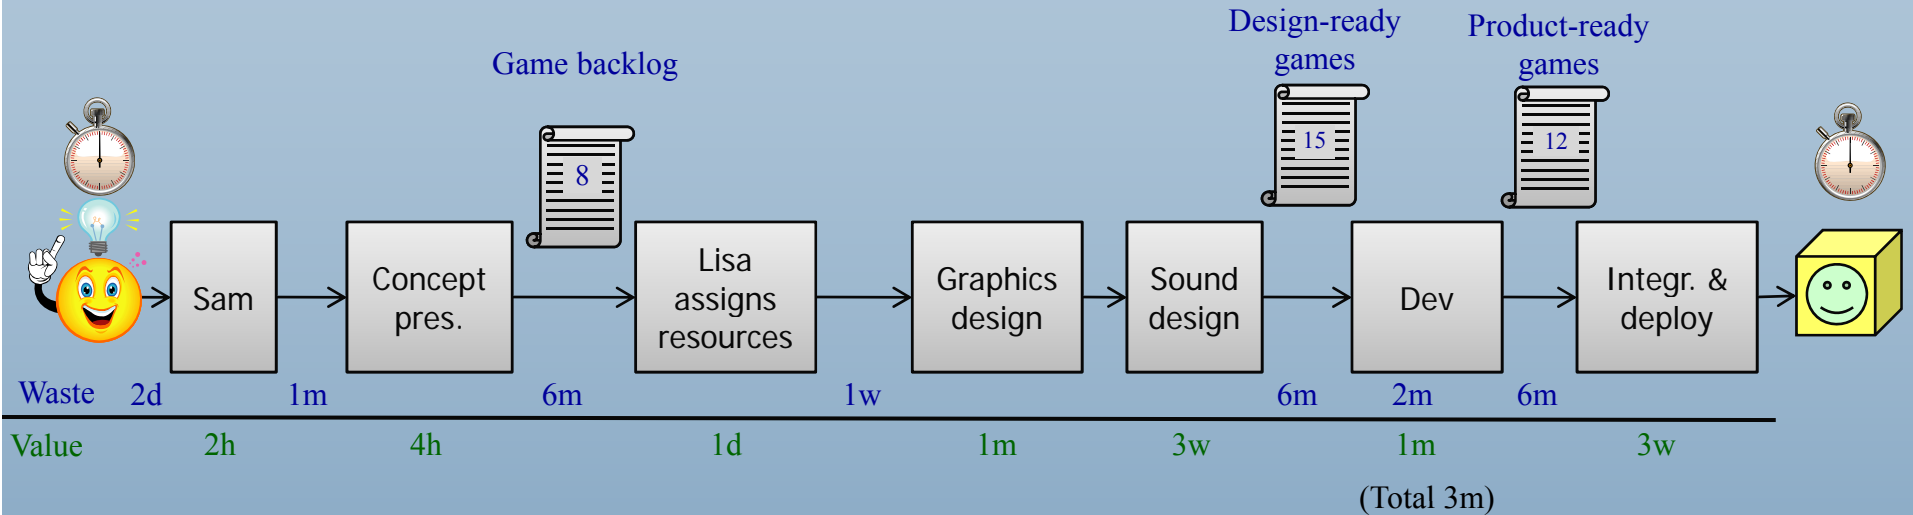 Design-ready
games
Product-ready
games
Game backlog
8
15
12
Sam
Concept
pres.
Lisa
assigns
resources
Graphics
design
Sound
design
Dev
Integr. &
deploy
Waste 2d 1m 6m 1w 6m 2m 6m
Value 2h 4h 1d 1m 3w 1m 3w
(Total 3m)